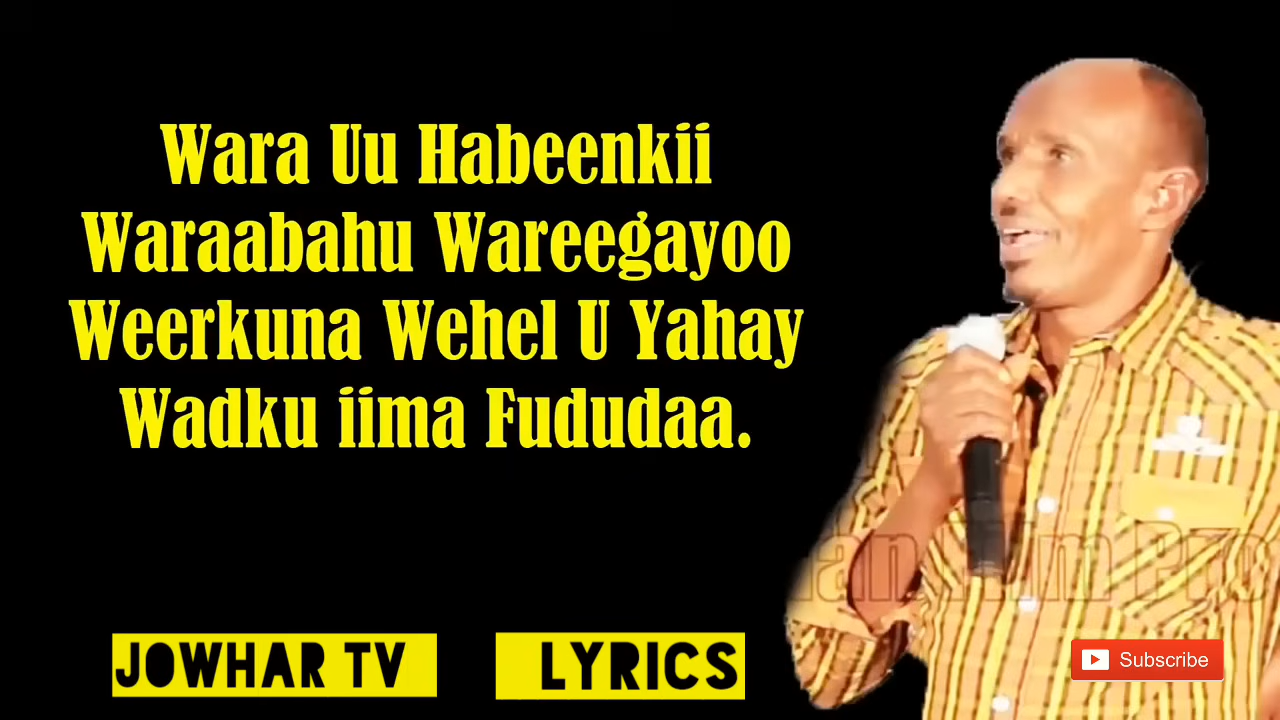 Wara Uu Habeenkii
Waraabahu Wareegayoo
Weerkuna Wehel U Yahay
Wadku iima Fududaa.
JOWHAR TV
LYRICS
Subscribe